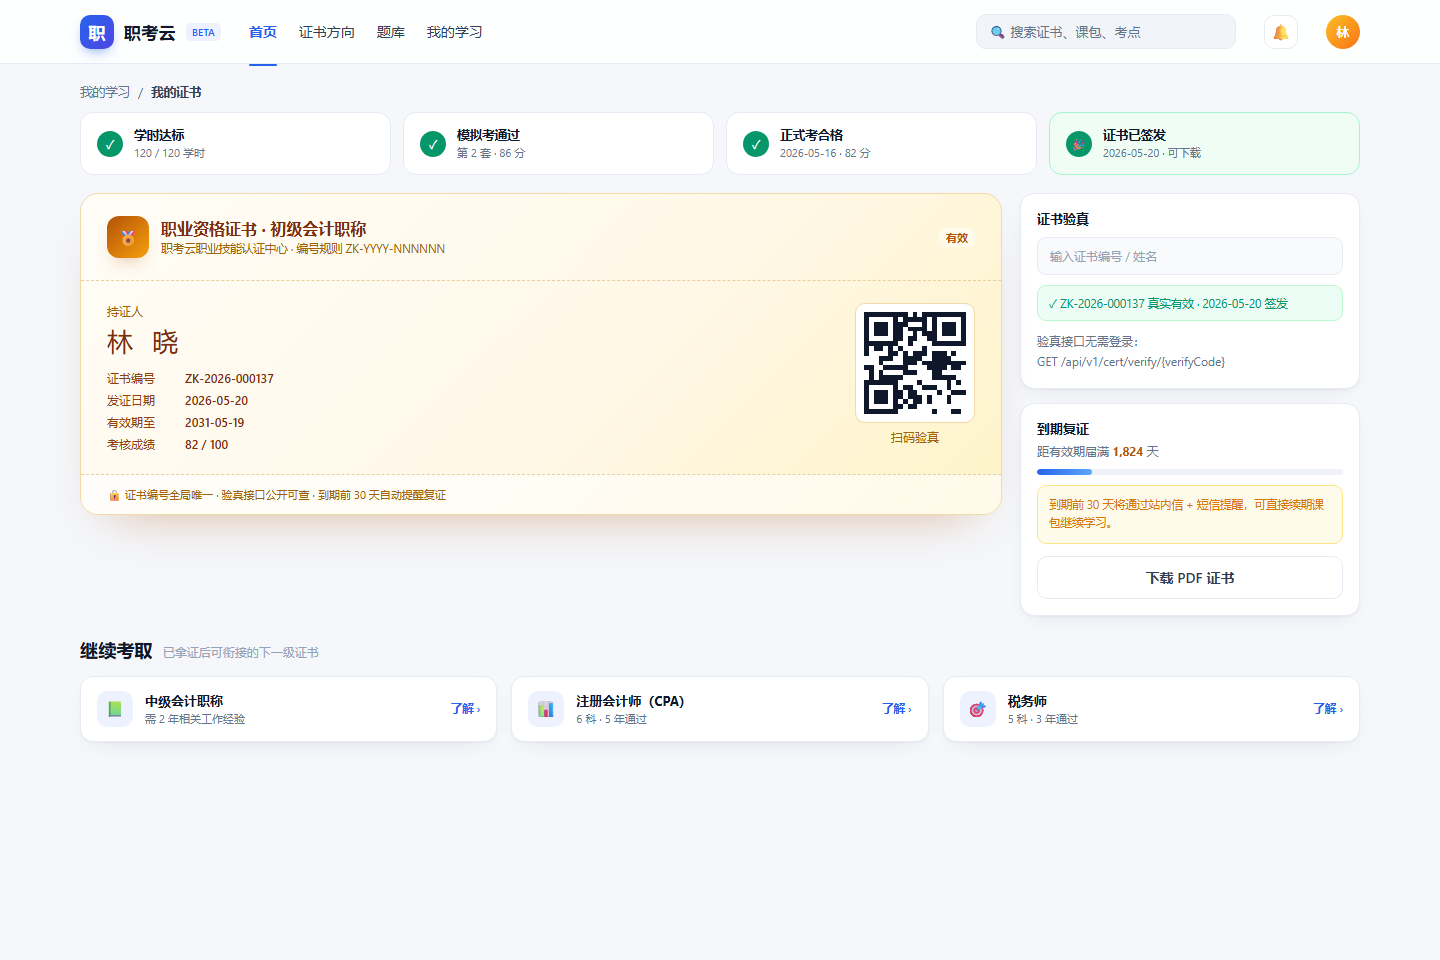 职 职考云 BETA 首页 证书方向 题库 我的学习 搜索证书、课包、考点 林
我的学习 / 我的证书
学时达标
120 / 120 学时
模拟考通过
第 2 套 · 86 分
正式考合格
2026-05-16 · 82 分
证书已签发
2026-05-20 · 可下载
职业资格证书 · 初级会计职称
职考云职业技能认证中心 · 编号规则 ZK-YYYY-NNNNNN
有效
持证人
林 晓
证书编号 ZK-2026-000137
发证日期 2026-05-20
有效期至 2031-05-19
考核成绩 82 / 100
扫码验真
证书编号全局唯一 · 验真接口公开可查 · 到期前 30 天自动提醒复证
证书验真
输入证书编号 / 姓名
✓ ZK-2026-000137 真实有效 · 2026-05-20 签发
验真接口无需登录：
GET /api/v1/cert/verify/{verifyCode}
到期复证
距有效期届满 1,824 天
到期前 30 天将通过站内信 + 短信提醒，可直接续期课
包继续学习。
下载 PDF 证书
继续考取 已拿证后可衔接的下一级证书
中级会计职称
需 2 年相关工作经验
了解 ›
注册会计师（CPA）
6 科 · 5 年通过
了解 ›
税务师
5 科 · 3 年通过
了解 ›